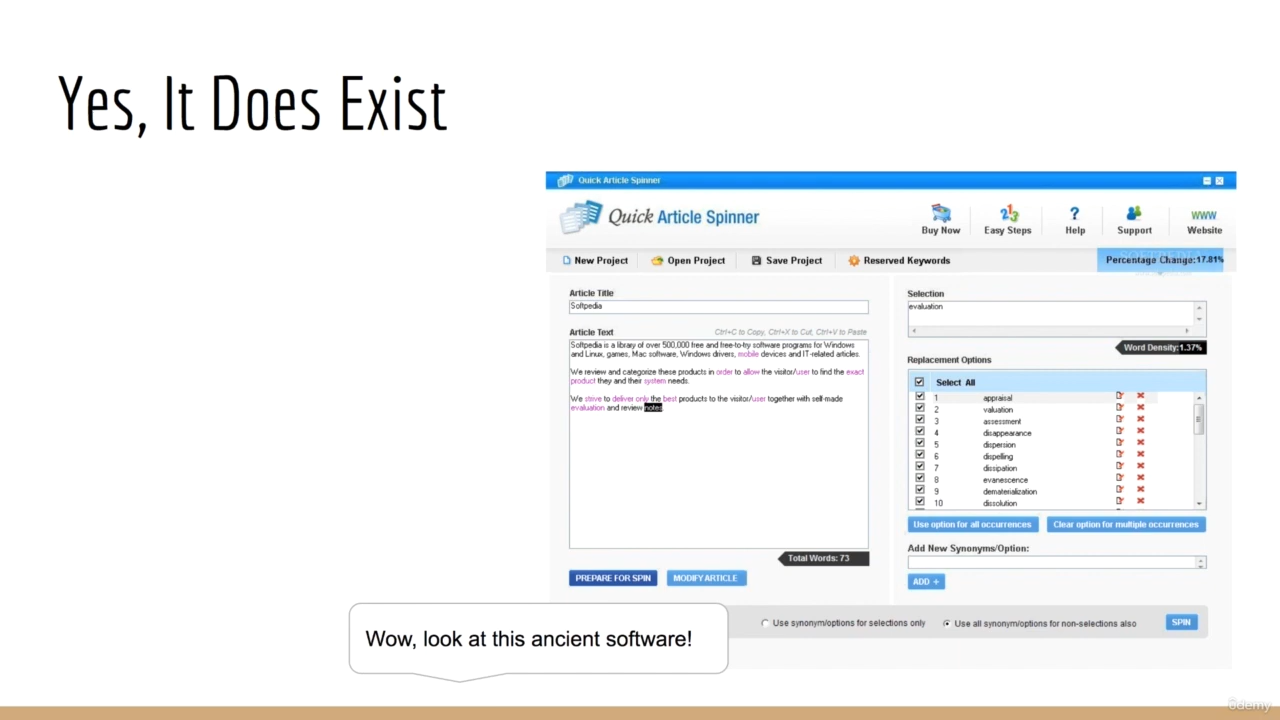 Yes, It Does Exist
Quick Article Spinner
Quick Article Spinner
Buy Now
Easy Steps
Help
Support
www
Website
New Project
Open Project
Save Project
Reserved Keywords
Percentage Change:17.81%
Article Title
Softpedia
Article Text
Ctrl+C to Copy, Ctrl+X to Cut, Ctrl+V to Paste
Softpedia is a library of over 500,000 free and free-to-try software programs for Windows
and Linux, games, Mac software, Windows drivers, mobile devices and IT-related articles.
We review and categorize these products in order to allow the visitor/user to find the exact
product they and their system needs.
We strive to deliver only the best products to the visitor/user together with self-made
evaluation and review notes.
Total Words: 73
PREPARE FOR SPIN
MODIFY ARTICLE
Selection
evaluation
Word Density:1.37%
Replacement Options
Select All
1 appraisal
2 valuation
3 assessment
4 disappearance
5 dispersion
6 dispelling
7 dissipation
8 evanescence
9 dematerialization
10 dissolution
Use option for all occurrences
Clear option for multiple occurrences
Add New Synonyms/Option:
ADD +
Use synonym/options for selections only
Use all synonym/options for non-selections also
SPIN
Wow, look at this ancient software!
ûdemy